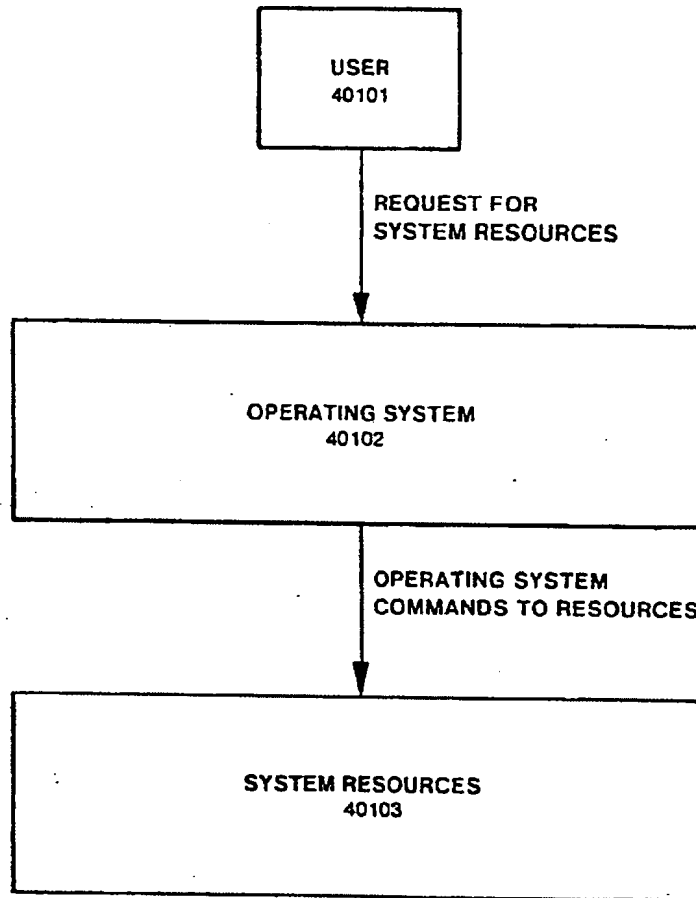 USER
40101
REQUEST FOR
SYSTEM RESOURCES
OPERATING SYSTEM
40102
OPERATING SYSTEM
COMMANDS TO RESOURCES
SYSTEM RESOURCES
40103